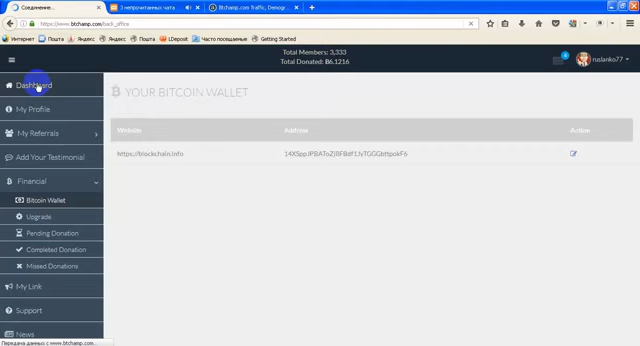 Соединение...
3 непрочитанных чата
Btchamp.com Traffic, Demogr...
https://www.btchamp.com/back_office
Поиск
Интернет Почта Яндекс Яндекс LDeposit Почта Часто посещаемые Getting Started
Total Members: 3,333
Total Donated: Ƀ6.1216
4
ruslanko77
Dashboard
My Profile
My Referrals
Add Your Testimonial
Financial
Bitcoin Wallet
Upgrade
Pending Donation
Completed Donation
Missed Donations
My Link
Support
News
YOUR BITCOIN WALLET
Website Address Action
https://blockchain.info
Передача данных с www.btchamp.com...